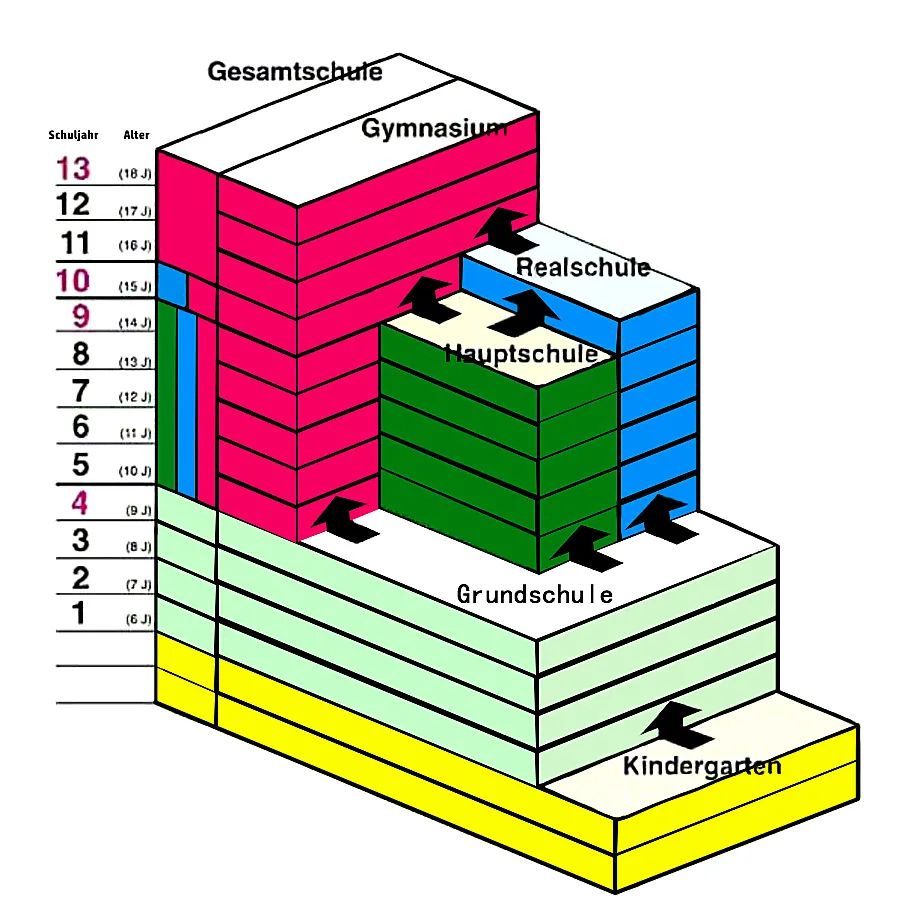 Gesamtschule
Gymnasium
Schuljahr Alter
13 (18 J)
12 (17 J)
11 (16 J)
Realschule
10 (15 J)
9 (14 J)
Hauptschule
8 (13 J)
7 (12 J)
6 (11 J)
5 (10 J)
4 (9 J)
3 (8 J)
2 (7 J)
Grundschule
1 (6 J)
Kindergarten